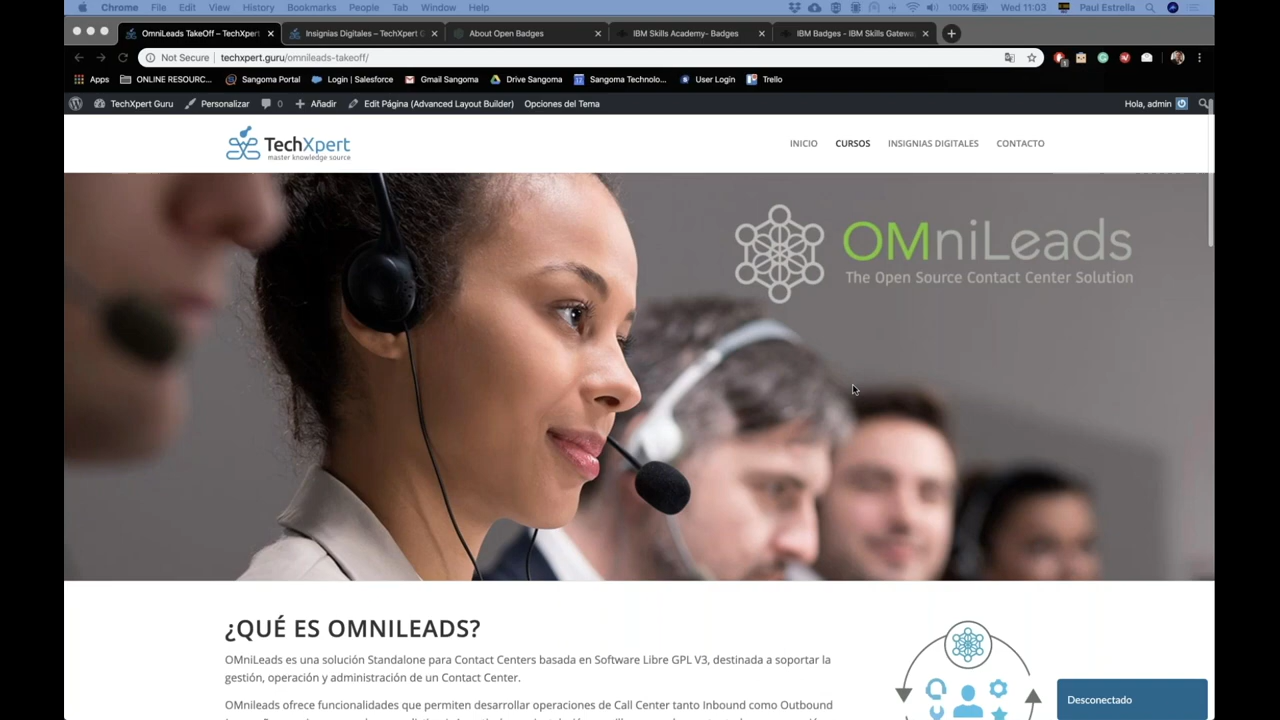 Chrome File Edit View History Bookmarks People Tab Window Help 100% Wed 11:03 Paul Estrella
OmniLeads TakeOff – TechXpert Insignias Digitales – TechXpert G About Open Badges IBM Skills Academy- Badges IBM Badges - IBM Skills Gatewa
Not Secure techxpert.guru/omnileads-takeoff/
Apps ONLINE RESOURC... Sangoma Portal Login | Salesforce Gmail Sangoma Drive Sangoma Sangoma Technolo... User Login Trello
TechXpert Guru Personalizar 0 Añadir Edit Página (Advanced Layout Builder) Opciones del Tema Hola, admin
TechXpert
master knowledge source
INICIO CURSOS INSIGNIAS DIGITALES CONTACTO
OMniLeads
The Open Source Contact Center Solution
¿QUÉ ES OMNILEADS?
OMniLeads es una solución Standalone para Contact Centers basada en Software Libre GPL V3, destinada a soportar la
gestión, operación y administración de un Contact Center.
OMnileads ofrece funcionalidades que permiten desarrollar operaciones de Call Center tanto Inbound como Outbound
Desconectado